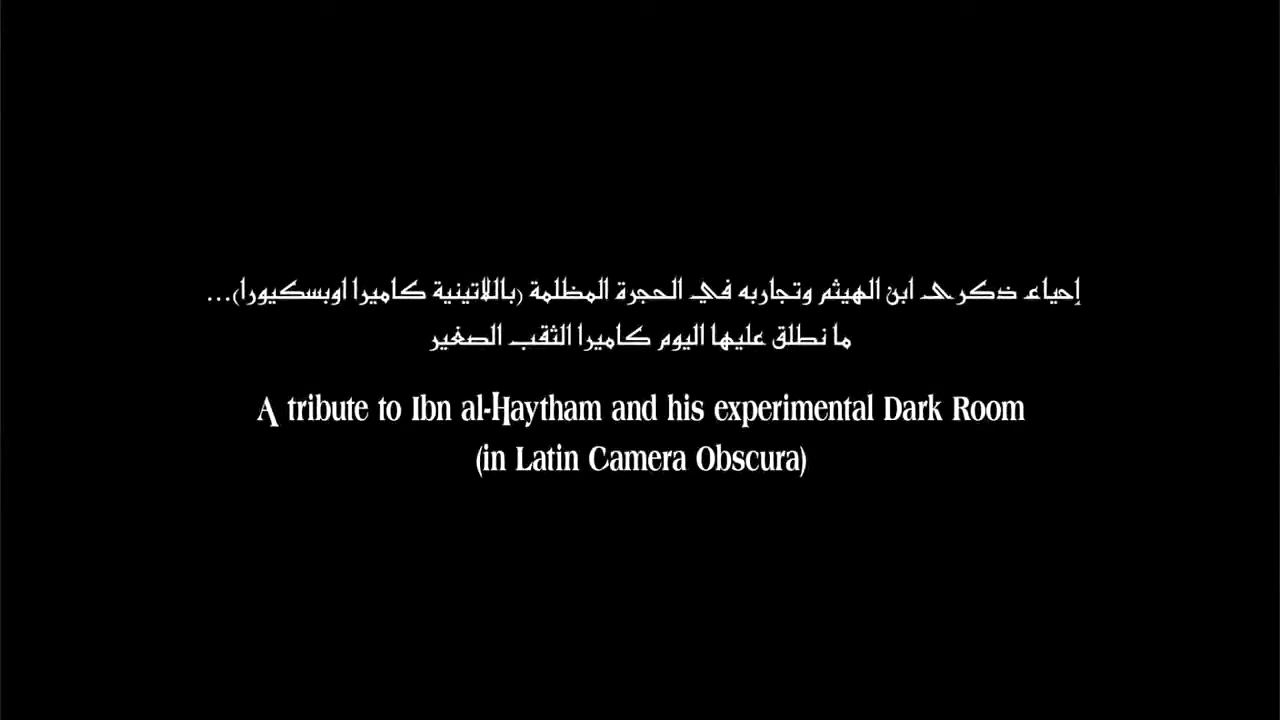 إحياء ذكرى ابن الهيثم وتجاربه في الحجرة المظلمة (باللاتينية كاميرا اوبسكيورا)...
ما نطلق عليها اليوم كاميرا الثقب الصغير
A tribute to Ibn al-Haytham and his experimental Dark Room
(in Latin Camera Obscura)